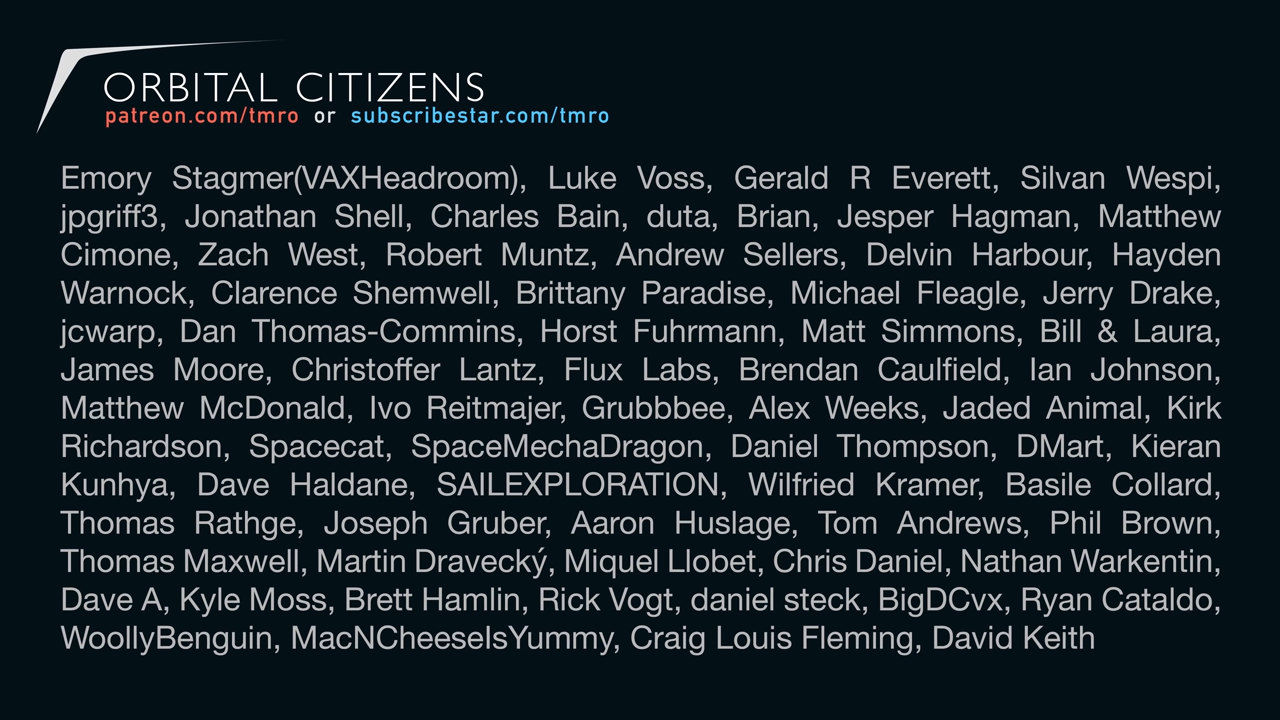 ORBITAL CITIZENS
patreon.com/tmro or subscribestar.com/tmro
Emory Stagmer(VAXHeadroom), Luke Voss, Gerald R Everett, Silvan Wespi,
jpgriff3, Jonathan Shell, Charles Bain, duta, Brian, Jesper Hagman, Matthew
Cimone, Zach West, Robert Muntz, Andrew Sellers, Delvin Harbour, Hayden
Warnock, Clarence Shemwell, Brittany Paradise, Michael Fleagle, Jerry Drake,
jcwarp, Dan Thomas-Commins, Horst Fuhrmann, Matt Simmons, Bill & Laura,
James Moore, Christoffer Lantz, Flux Labs, Brendan Caulfield, Ian Johnson,
Matthew McDonald, Ivo Reitmajer, Grubbbee, Alex Weeks, Jaded Animal, Kirk
Richardson, Spacecat, SpaceMechaDragon, Daniel Thompson, DMart, Kieran
Kunhya, Dave Haldane, SAILEXPLORATION, Wilfried Kramer, Basile Collard,
Thomas Rathge, Joseph Gruber, Aaron Huslage, Tom Andrews, Phil Brown,
Thomas Maxwell, Martin Dravecký, Miquel Llobet, Chris Daniel, Nathan Warkentin,
Dave A, Kyle Moss, Brett Hamlin, Rick Vogt, daniel steck, BigDCvx, Ryan Cataldo,
WoollyBenguin, MacNCheeseIsYummy, Craig Louis Fleming, David Keith